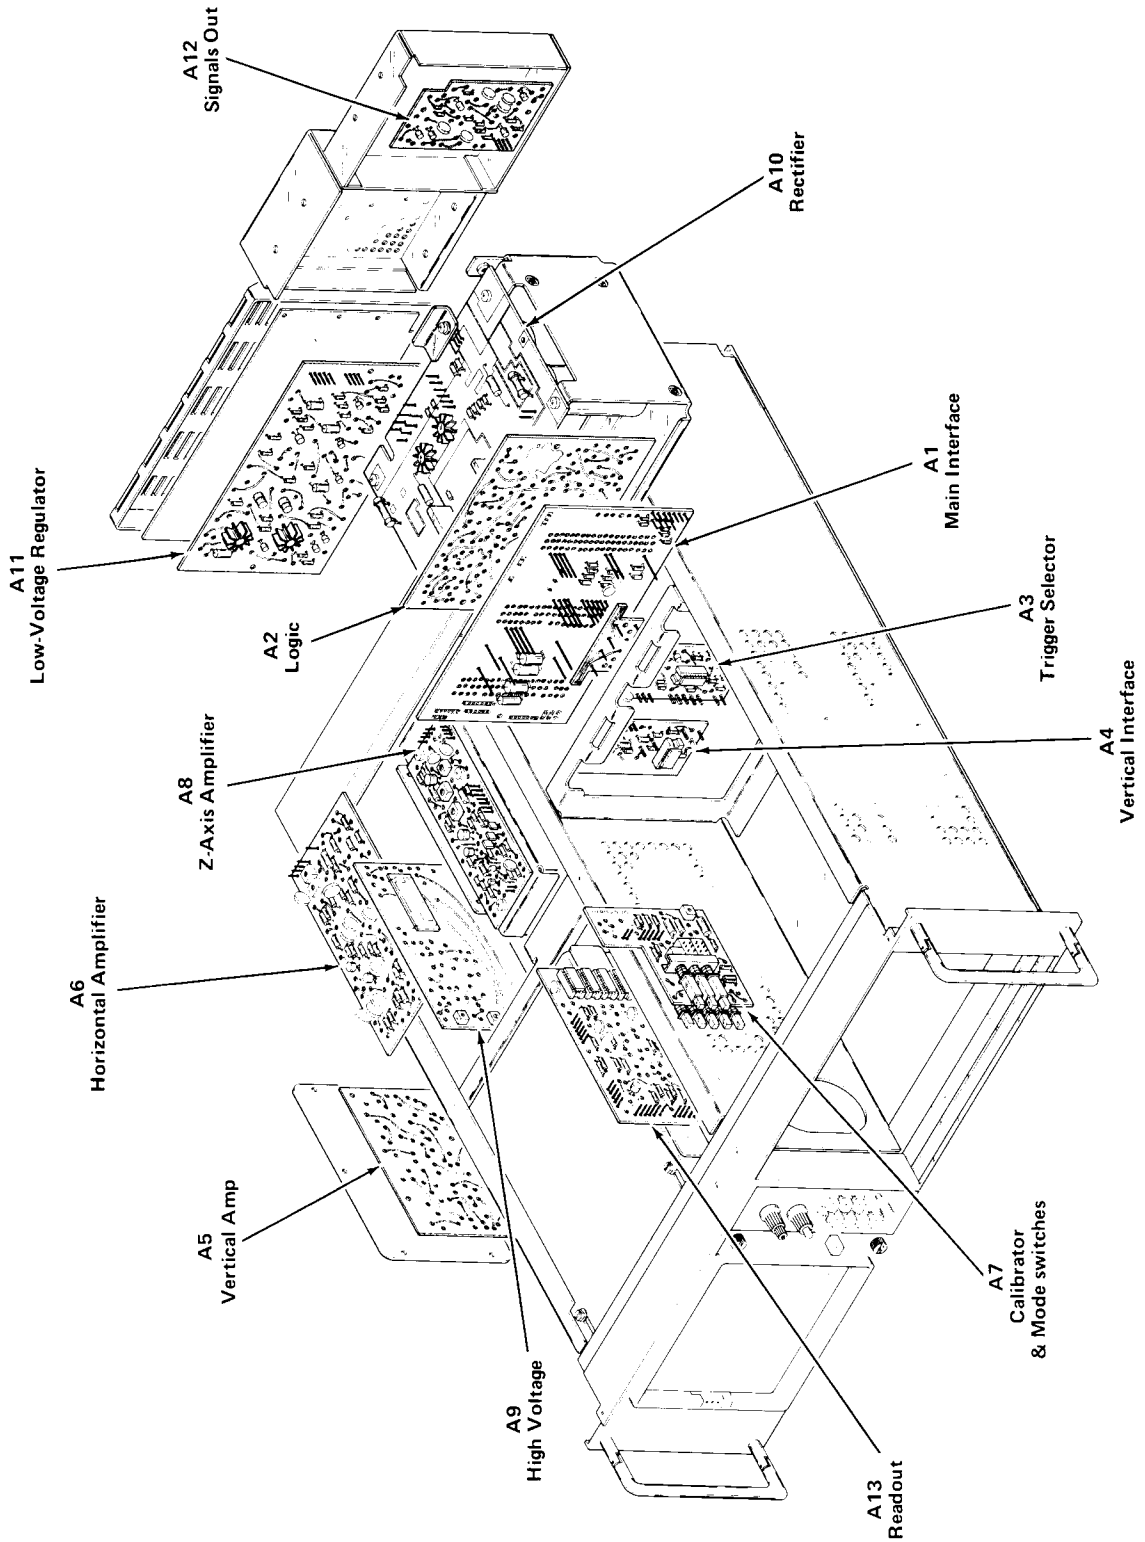 A12
Signals Out
A10
Rectifier
A11
Low-Voltage Regulator
A1
Main Interface
A2
Logic
A3
Trigger Selector
A8
Z-Axis Amplifier
A4
Vertical Interface
A6
Horizontal Amplifier
A5
Vertical Amp
A7
Calibrator
& Mode switches
A9
High Voltage
A13
Readout